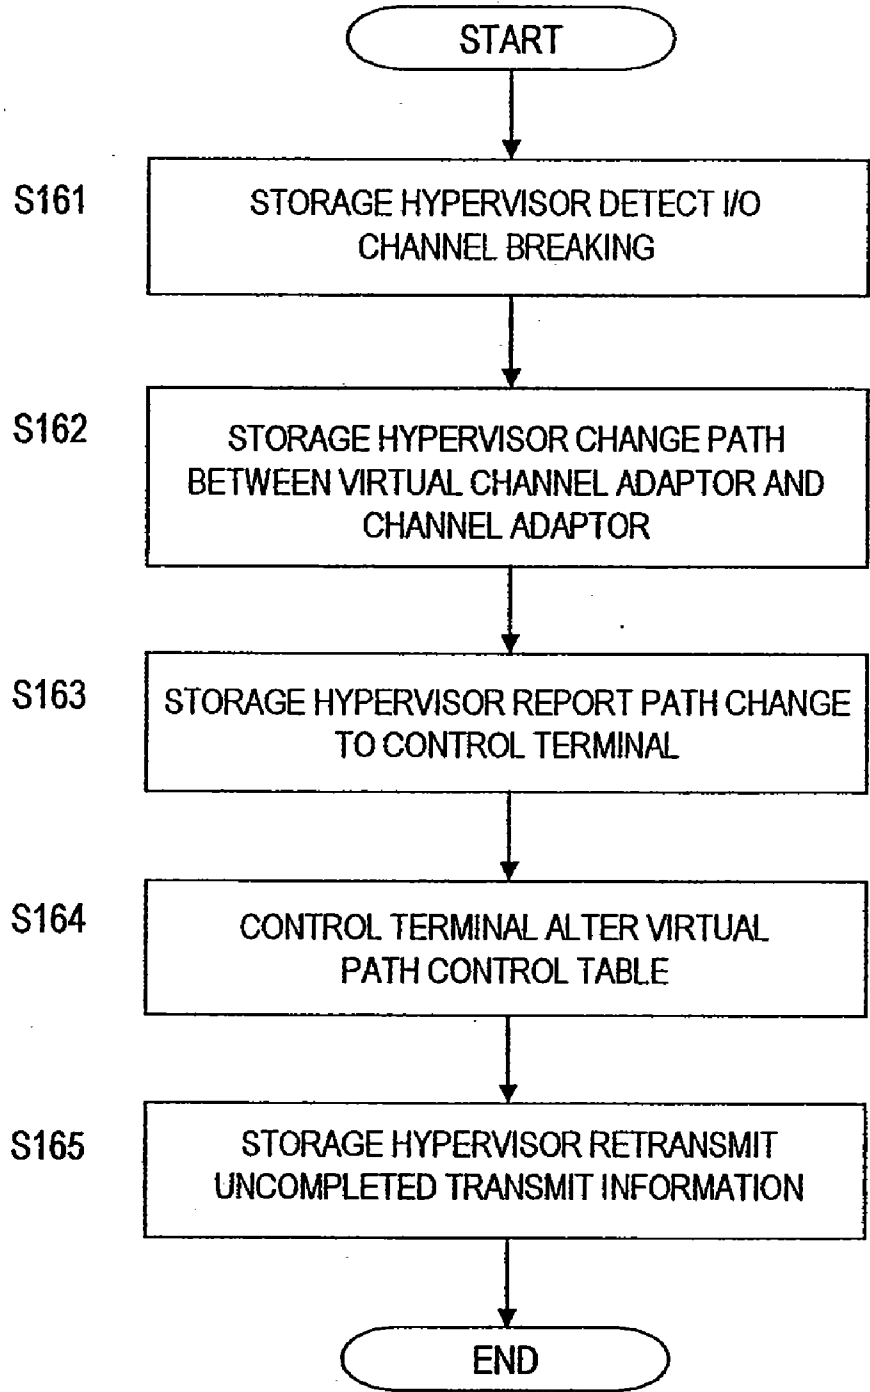 START
S161
STORAGE HYPERVISOR DETECT I/O
CHANNEL BREAKING
S162
STORAGE HYPERVISOR CHANGE PATH
BETWEEN VIRTUAL CHANNEL ADAPTOR AND
CHANNEL ADAPTOR
S163
STORAGE HYPERVISOR REPORT PATH CHANGE
TO CONTROL TERMINAL
S164
CONTROL TERMINAL ALTER VIRTUAL
PATH CONTROL TABLE
S165
STORAGE HYPERVISOR RETRANSMIT
UNCOMPLETED TRANSMIT INFORMATION
END